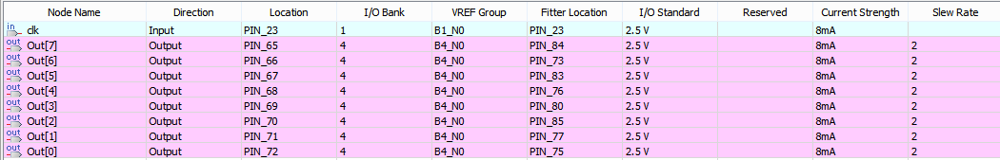 Node Name Direction Location I/O Bank VREF Group Fitter Location I/O Standard Reserved Current Strength Slew Rate
in clk Input PIN_23 1 B1_N0 PIN_23 2.5 V 8mA
out Out[7] Output PIN_65 4 B4_N0 PIN_84 2.5 V 8mA 2
out Out[6] Output PIN_66 4 B4_N0 PIN_73 2.5 V 8mA 2
out Out[5] Output PIN_67 4 B4_N0 PIN_83 2.5 V 8mA 2
out Out[4] Output PIN_68 4 B4_N0 PIN_76 2.5 V 8mA 2
out Out[3] Output PIN_69 4 B4_N0 PIN_80 2.5 V 8mA 2
out Out[2] Output PIN_70 4 B4_N0 PIN_85 2.5 V 8mA 2
out Out[1] Output PIN_71 4 B4_N0 PIN_77 2.5 V 8mA 2
out Out[0] Output PIN_72 4 B4_N0 PIN_75 2.5 V 8mA 2